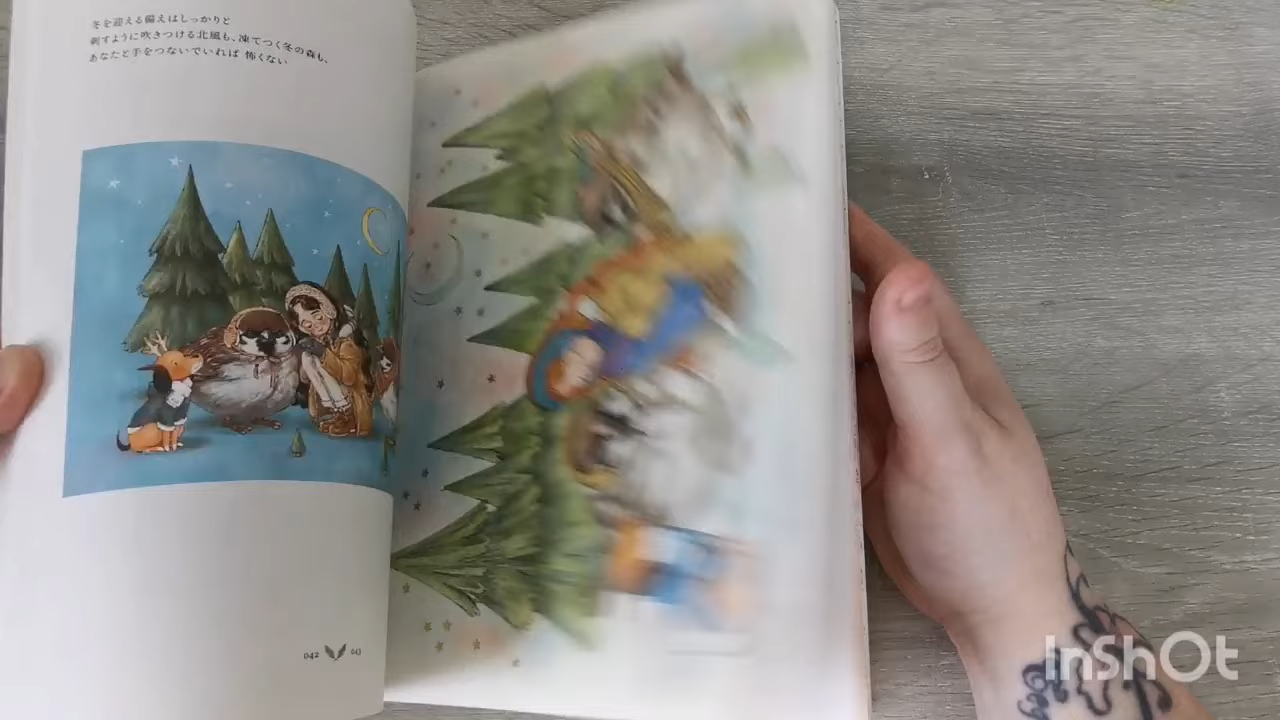 冬を迎える備えはしっかりと
刺すように吹きつける北風も、凍てつく冬の森も、
あなたと手をつないでいれば 怖くない
042 043
InShOt